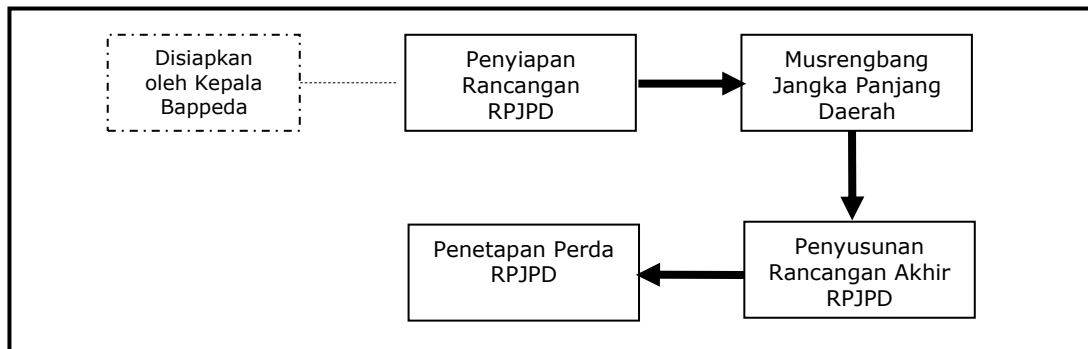 Disiapkan
oleh Kepala
Bappeda
Penyiapan
Rancangan
RPJPD
Musrengbang
Jangka Panjang
Daerah
Penyusunan
Rancangan Akhir
RPJPD
Penetapan Perda
RPJPD